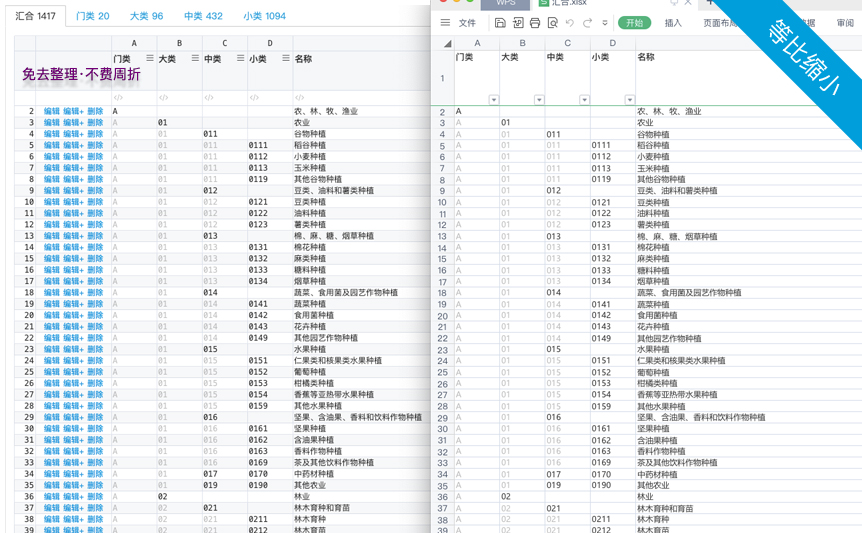 汇合 1417 门类 20 大类 96 中类 432 小类 1094
A B C D
门类 大类 中类 小类 名称
免去整理·不费周折
</> </> </> </> </>
2 编辑 编辑+ 删除 A 农、林、牧、渔业
3 编辑 编辑+ 删除 A 01 农业
4 编辑 编辑+ 删除 A 01 011 谷物种植
5 编辑 编辑+ 删除 A 01 011 0111 稻谷种植
6 编辑 编辑+ 删除 A 01 011 0112 小麦种植
7 编辑 编辑+ 删除 A 01 011 0113 玉米种植
8 编辑 编辑+ 删除 A 01 011 0119 其他谷物种植
9 编辑 编辑+ 删除 A 01 012 豆类、油料和薯类种植
10 编辑 编辑+ 删除 A 01 012 0121 豆类种植
11 编辑 编辑+ 删除 A 01 012 0122 油料种植
12 编辑 编辑+ 删除 A 01 012 0123 薯类种植
13 编辑 编辑+ 删除 A 01 013 棉、麻、糖、烟草种植
14 编辑 编辑+ 删除 A 01 013 0131 棉花种植
15 编辑 编辑+ 删除 A 01 013 0132 麻类种植
16 编辑 编辑+ 删除 A 01 013 0133 糖料种植
17 编辑 编辑+ 删除 A 01 013 0134 烟草种植
18 编辑 编辑+ 删除 A 01 014 蔬菜、食用菌及园艺作物种植
19 编辑 编辑+ 删除 A 01 014 0141 蔬菜种植
20 编辑 编辑+ 删除 A 01 014 0142 食用菌种植
21 编辑 编辑+ 删除 A 01 014 0143 花卉种植
22 编辑 编辑+ 删除 A 01 014 0149 其他园艺作物种植
23 编辑 编辑+ 删除 A 01 015 水果种植
24 编辑 编辑+ 删除 A 01 015 0151 仁果类和核果类水果种植
25 编辑 编辑+ 删除 A 01 015 0152 葡萄种植
26 编辑 编辑+ 删除 A 01 015 0153 柑橘类种植
27 编辑 编辑+ 删除 A 01 015 0154 香蕉等亚热带水果种植
28 编辑 编辑+ 删除 A 01 015 0159 其他水果种植
29 编辑 编辑+ 删除 A 01 016 坚果、含油果、香料和饮料作物种植
30 编辑 编辑+ 删除 A 01 016 0161 坚果种植
31 编辑 编辑+ 删除 A 01 016 0162 含油果种植
32 编辑 编辑+ 删除 A 01 016 0163 香料作物种植
33 编辑 编辑+ 删除 A 01 016 0169 茶及其他饮料作物种植
34 编辑 编辑+ 删除 A 01 017 0170 中药材种植
35 编辑 编辑+ 删除 A 01 019 0190 其他农业
36 编辑 编辑+ 删除 A 02 林业
37 编辑 编辑+ 删除 A 02 021 林木育种和育苗
38 编辑 编辑+ 删除 A 02 021 0211 林木育种
39 编辑 编辑+ 删除 A 02 021 0212 林木育苗
WPS 汇合.xlsx
文件 开始 插入 页面布局 数据 审阅
等比缩小
A B C D
1 门类 大类 中类 小类 名称
2 A 农、林、牧、渔业
3 A 01 农业
4 A 01 011 谷物种植
5 A 01 011 0111 稻谷种植
6 A 01 011 0112 小麦种植
7 A 01 011 0113 玉米种植
8 A 01 011 0119 其他谷物种植
9 A 01 012 豆类、油料和薯类种植
10 A 01 012 0121 豆类种植
11 A 01 012 0122 油料种植
12 A 01 012 0123 薯类种植
13 A 01 013 棉、麻、糖、烟草种植
14 A 01 013 0131 棉花种植
15 A 01 013 0132 麻类种植
16 A 01 013 0133 糖料种植
17 A 01 013 0134 烟草种植
18 A 01 014 蔬菜、食用菌及园艺作物种植
19 A 01 014 0141 蔬菜种植
20 A 01 014 0142 食用菌种植
21 A 01 014 0143 花卉种植
22 A 01 014 0149 其他园艺作物种植
23 A 01 015 水果种植
24 A 01 015 0151 仁果类和核果类水果种植
25 A 01 015 0152 葡萄种植
26 A 01 015 0153 柑橘类种植
27 A 01 015 0154 香蕉等亚热带水果种植
28 A 01 015 0159 其他水果种植
29 A 01 016 坚果、含油果、香料和饮料作物种植
30 A 01 016 0161 坚果种植
31 A 01 016 0162 含油果种植
32 A 01 016 0163 香料作物种植
33 A 01 016 0169 茶及其他饮料作物种植
34 A 01 017 0170 中药材种植
35 A 01 019 0190 其他农业
36 A 02 林业
37 A 02 021 林木育种和育苗
38 A 02 021 0211 林木育种
39 A 02 021 0212 林木育苗